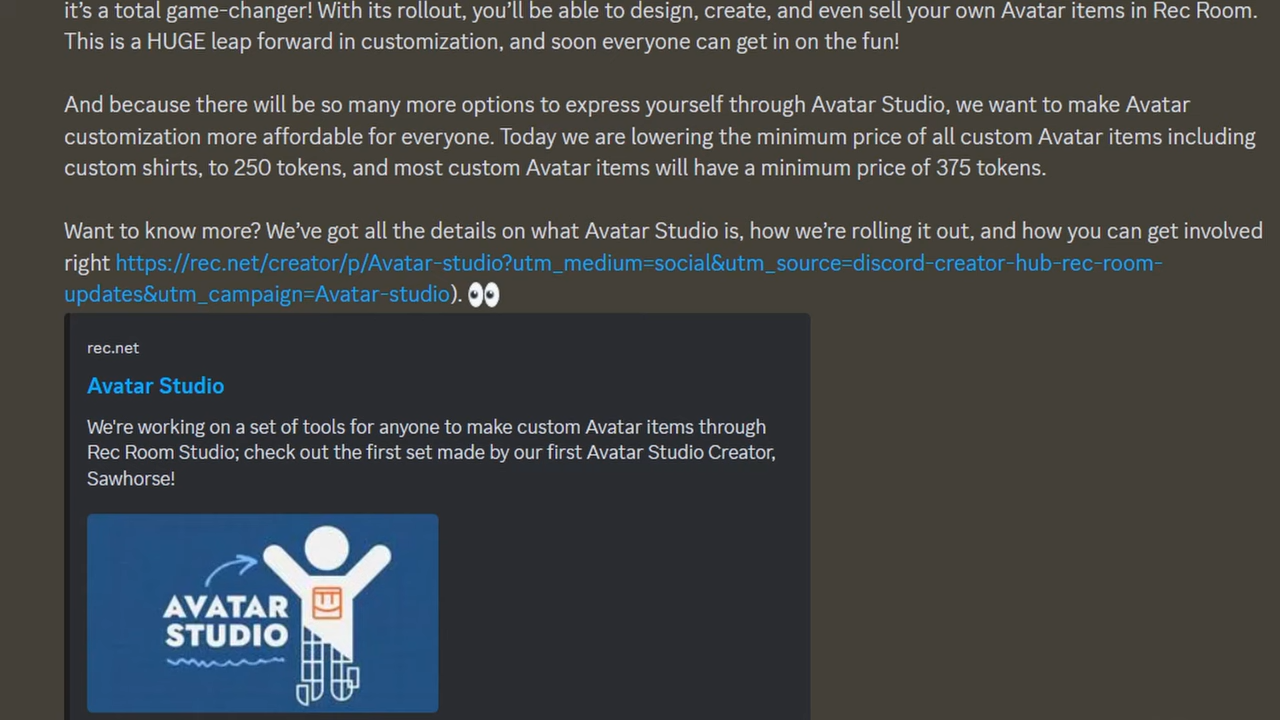 it’s a total game-changer! With its rollout, you’ll be able to design, create, and even sell your own Avatar items in Rec Room.
This is a HUGE leap forward in customization, and soon everyone can get in on the fun!
And because there will be so many more options to express yourself through Avatar Studio, we want to make Avatar
customization more affordable for everyone. Today we are lowering the minimum price of all custom Avatar items including
custom shirts, to 250 tokens, and most custom Avatar items will have a minimum price of 375 tokens.
Want to know more? We’ve got all the details on what Avatar Studio is, how we’re rolling it out, and how you can get involved
right https://rec.net/creator/p/Avatar-studio?utm_medium=social&utm_source=discord-creator-hub-rec-room-
updates&utm_campaign=Avatar-studio). 👀
rec.net
Avatar Studio
We're working on a set of tools for anyone to make custom Avatar items through
Rec Room Studio; check out the first set made by our first Avatar Studio Creator,
Sawhorse!
AVATAR
STUDIO